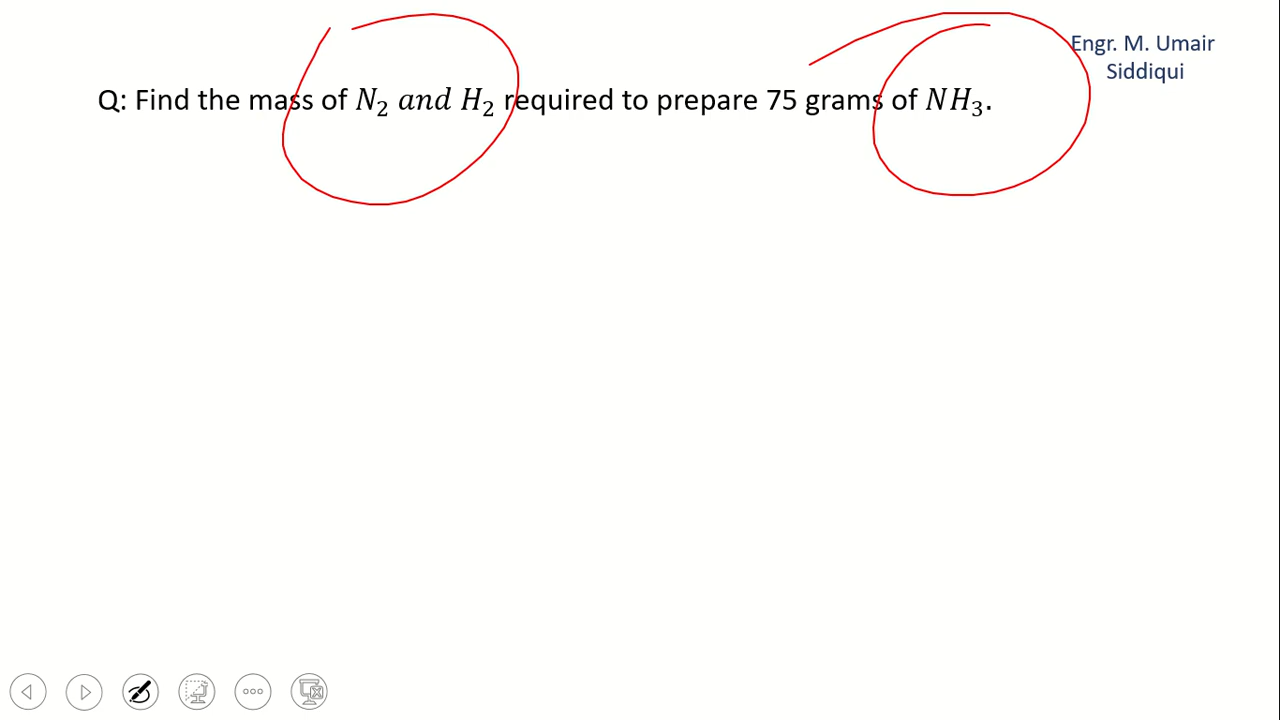 Engr. M. Umair
Siddiqui
Q: Find the mass of N₂ and H₂ required to prepare 75 grams of NH₃.